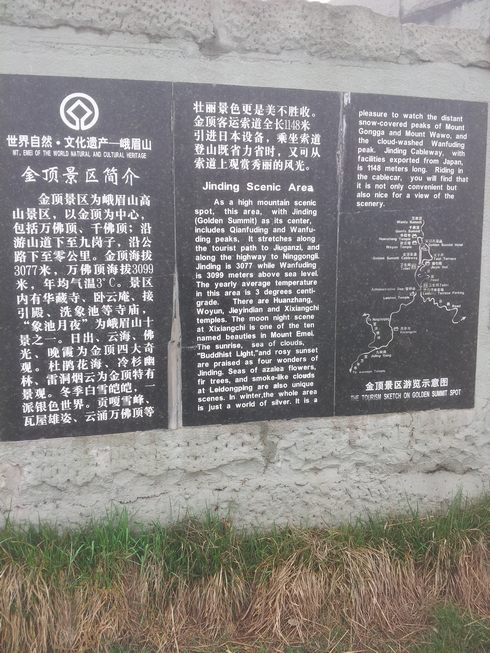 世界自然·文化遗产—峨眉山
MT. EMEI OF THE WORLD NATURAL AND CULTURAL HERITAGE
金顶景区简介
金顶景区为峨眉山高
山景区，以金顶为中心，
包括万佛顶、千佛顶；沿
游山道下至九岗子，沿公
路下至零公里。金顶海拔
3077米，万佛顶海拔3099
米，年均气温3℃。景区
内有华藏寺、卧云庵、接
引殿、洗象池等寺庙，
“象池月夜”为峨眉山十
景之一。日出、云海、佛
光、晚霞为金顶四大奇
观。杜鹃花海、冷杉幽
林、雷洞烟云为金顶特有
景观。冬季白雪皑皑，一
派银色世界。贡嘎雪峰、
瓦屋雄姿、云涌万佛顶等
壮丽景色更是美不胜收。
金顶客运索道全长1148米
引进日本设备，乘坐索道
登山既省力省时，又可从
索道上观赏秀丽的风光。
Jinding Scenic Area
As a high mountain scenic
spot, this area, with Jinding
(Golden Summit) as its center,
includes Qianfuding and Wanfu-
ding peaks. It stretches along
the tourist path to Jiuganzi, and
along the highway to Ninggongli.
Jinding is 3077 while Wanfuding
is 3099 meters above sea level.
The yearly average temperature
in this area is 3 degrees centi-
grade. There are Huanzhang,
Woyun, Jieyindian and Xixiangchi
temples. The moon night scene
at Xixiangchi is one of the ten
named beauties in Mount Emei.
The sunrise, sea of clouds,
"Buddhist Light," and rosy sunset
are praised as four wonders of
Jinding. Seas of azalea flowers,
fir trees, and smoke-like clouds
at Leidongping are also unique
scenes. In winter, the whole area
is just a world of silver. It is a
pleasure to watch the distant
snow-covered peaks of Mount
Gongga and Mount Wawo, and
the cloud-washed Wanfuding
peak. Jinding Cableway, with
facilities exported from Japan,
is 1148 meters long. Riding in
the cablecar, you will find that
it is not only convenient but
also nice for a view of the
scenery.
金顶景区游览示意图
THE TOURISM SKETCH ON GOLDEN SUMMIT SPOT